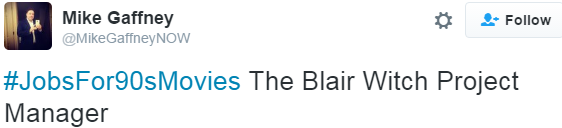 Mike Gaffney
@MikeGaffneyNOW
Follow
#JobsFor90sMovies The Blair Witch Project
Manager